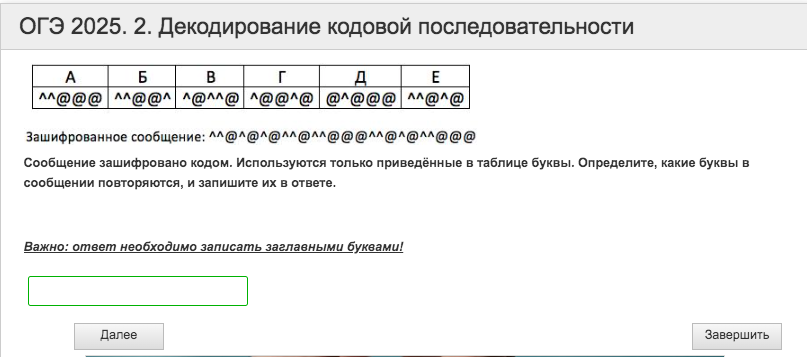 ОГЭ 2025. 2. Декодирование кодовой последовательности
А Б В Г Д Е
^^@@@ ^^@@^ ^@^^@ ^@@^@ @^@@@ ^^@^@
Зашифрованное сообщение: ^^@^@^@^^@^^@@@^^@^@^^@@@
Сообщение зашифровано кодом. Используются только приведённые в таблице буквы. Определите, какие буквы в
сообщении повторяются, и запишите их в ответе.
Важно: ответ необходимо записать заглавными буквами!
Далее Завершить